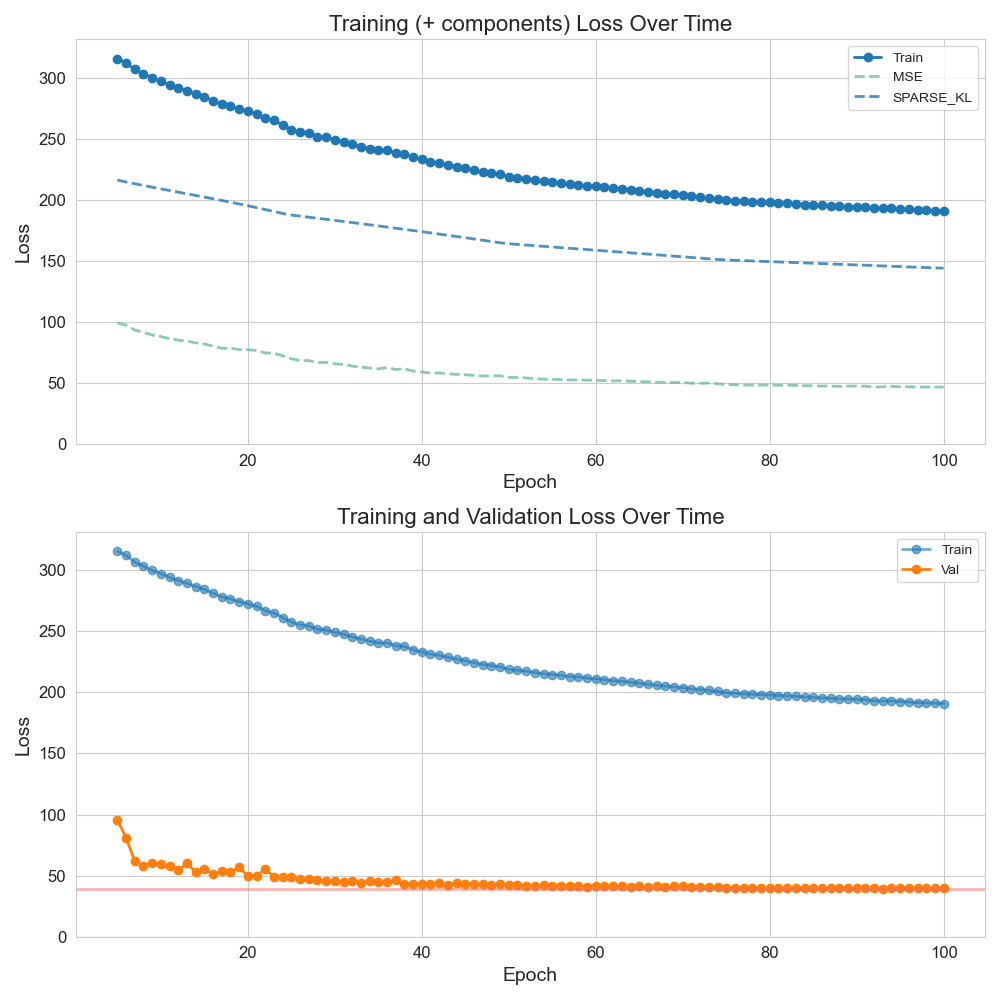 Training (+ components) Loss Over Time
Train
MSE
SPARSE_KL
Loss
300
250
200
150
100
50
0
20 40 60 80 100
Epoch
Training and Validation Loss Over Time
Train
Val
Loss
300
250
200
150
100
50
0
20 40 60 80 100
Epoch